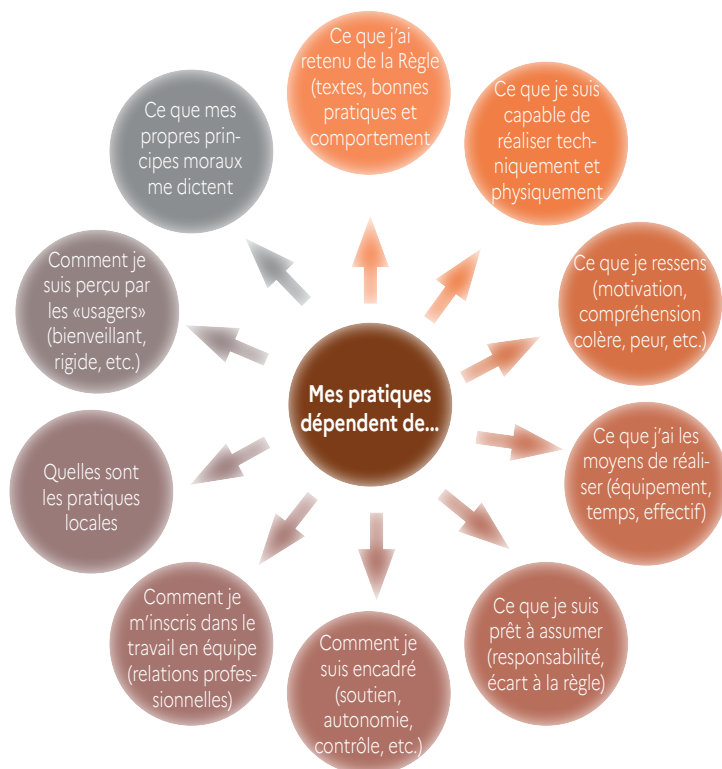 Ce que j’ai
retenu de la Règle
(textes, bonnes
pratiques et
comportement
Ce que je suis
capable de
réaliser tech-
niquement et
physiquement
Ce que je ressens
(motivation,
compréhension
colère, peur, etc.)
Ce que j’ai les
moyens de réali-
ser (équipement,
temps, effectif)
Ce que je suis
prêt à assumer
(responsabilité,
écart à la règle)
Comment je
suis encadré
(soutien,
autonomie,
contrôle, etc.)
Comment je
m’inscris dans le
travail en équipe
(relations profes-
sionnelles)
Quelles sont
les pratiques
locales
Comment je
suis perçu par
les «usagers»
(bienveillant,
rigide, etc.)
Ce que mes
propres prin-
cipes moraux
me dictent
Mes pratiques
dépendent de...